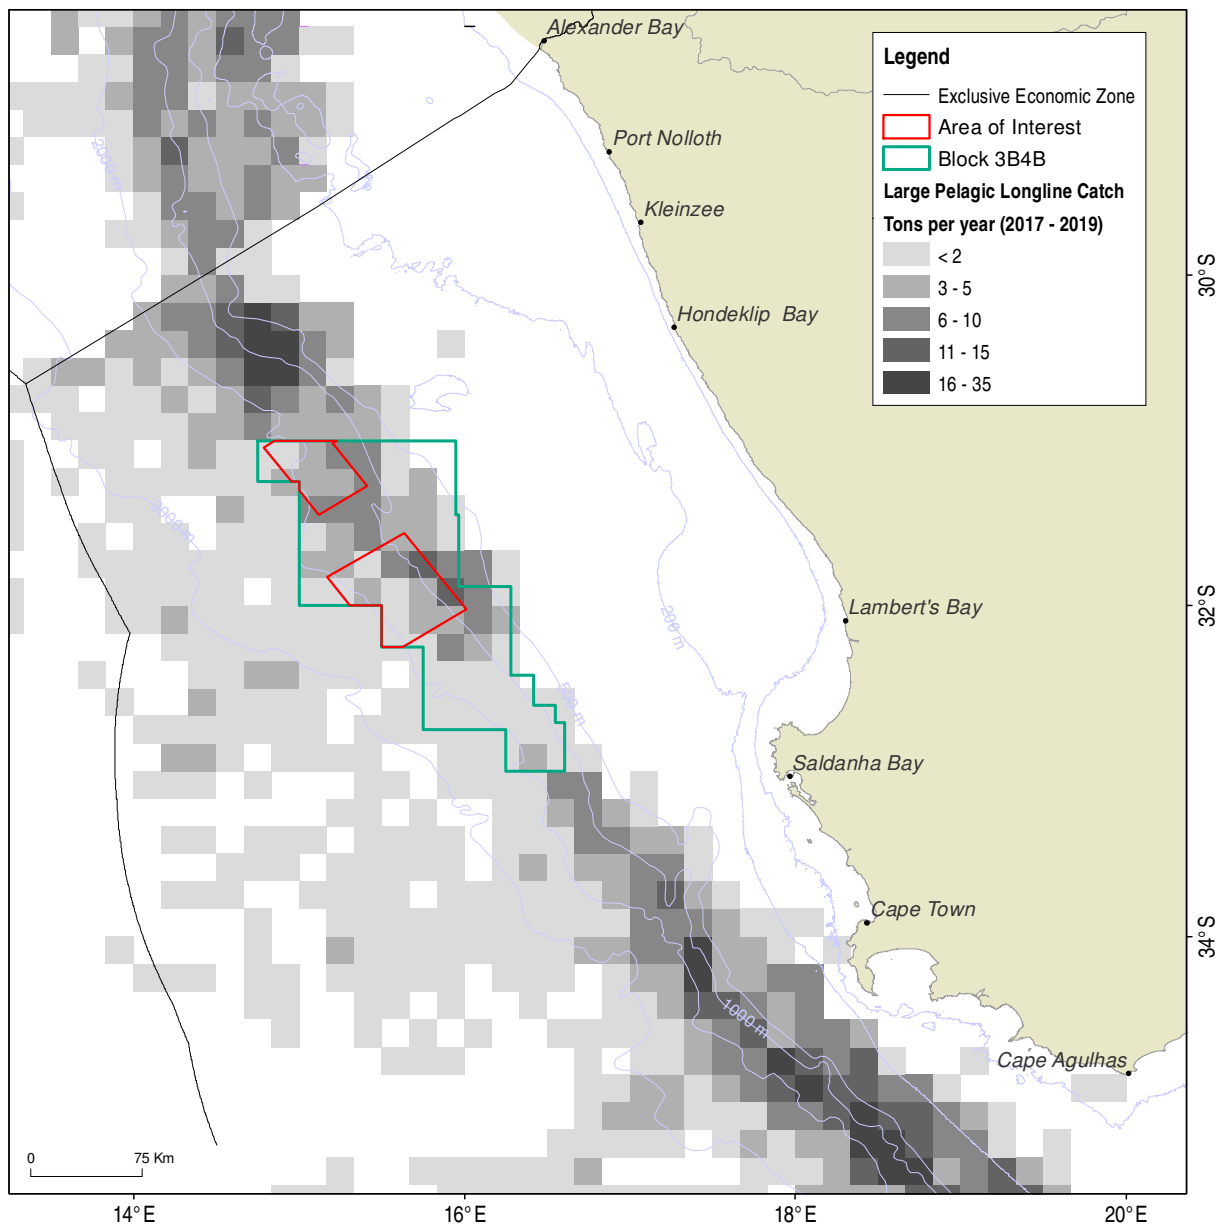 Alexander Bay
Port Nolloth
Kleinzee
Hondeklip Bay
Lambert's Bay
Saldanha Bay
Cape Town
Cape Agulhas
Legend
Exclusive Economic Zone
Area of Interest
Block 3B4B
Large Pelagic Longline Catch
Tons per year (2017 - 2019)
< 2
3 - 5
6 - 10
11 - 15
16 - 35
2000 m
3000 m
200 m
500 m
1000 m
30°S
32°S
34°S
0 75 Km
14°E 16°E 18°E 20°E